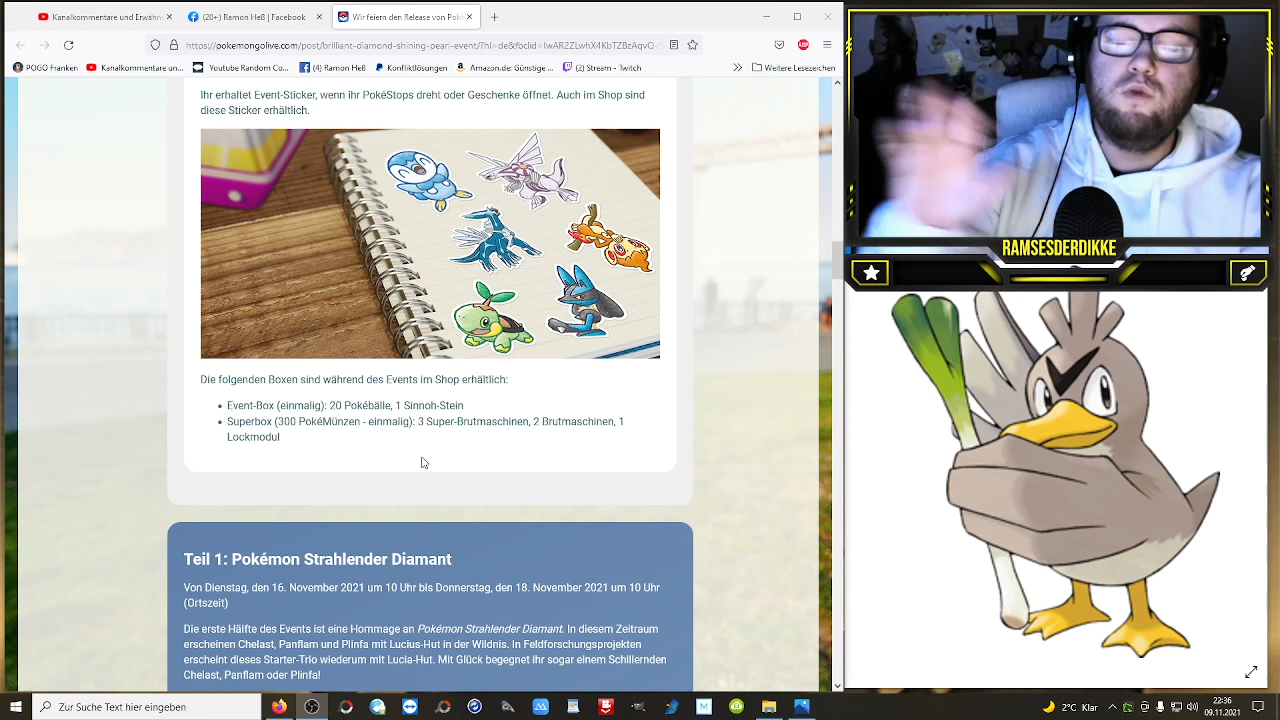 Kanalkommentare und Erwähn
(20+) Ramon Heß | Facebook
Wir feiern den Release von Pok
https://pokemongolive.com/post/brilliant-diamond-shining-pearl-event
POGO Franken
Kanalkommentare un...
Youtube Random Co...
(4) Ramon Heß
Konfliktlösungen
Amazon.de: Günstige...
(2) Stream - Twitch
Weitere Lesezeichen
ABP
Ihr erhaltet Event-Sticker, wenn ihr PokéStops dreht oder Geschenke öffnet. Auch im Shop sind
diese Sticker erhältlich.
Die folgenden Boxen sind während des Events im Shop erhältlich:
Event-Box (einmalig): 20 Pokébälle, 1 Sinnoh-Stein
Superbox (300 PokéMünzen - einmalig): 3 Super-Brutmaschinen, 2 Brutmaschinen, 1
Lockmodul
Teil 1: Pokémon Strahlender Diamant
Von Dienstag, den 16. November 2021 um 10 Uhr bis Donnerstag, den 18. November 2021 um 10 Uhr
(Ortszeit)
Die erste Hälfte des Events ist eine Hommage an Pokémon Strahlender Diamant. In diesem Zeitraum
erscheinen Chelast, Panflam und Plinfa mit Lucius-Hut in der Wildnis. In Feldforschungsprojekten
erscheint dieses Starter-Trio wiederum mit Lucia-Hut. Mit Glück begegnet ihr sogar einem Schillernden
Chelast, Panflam oder Plinfa!
RAMSESDERDIKKE
Zur Suche Text hier eingeben
2°C Klar
22:36
09.11.2021